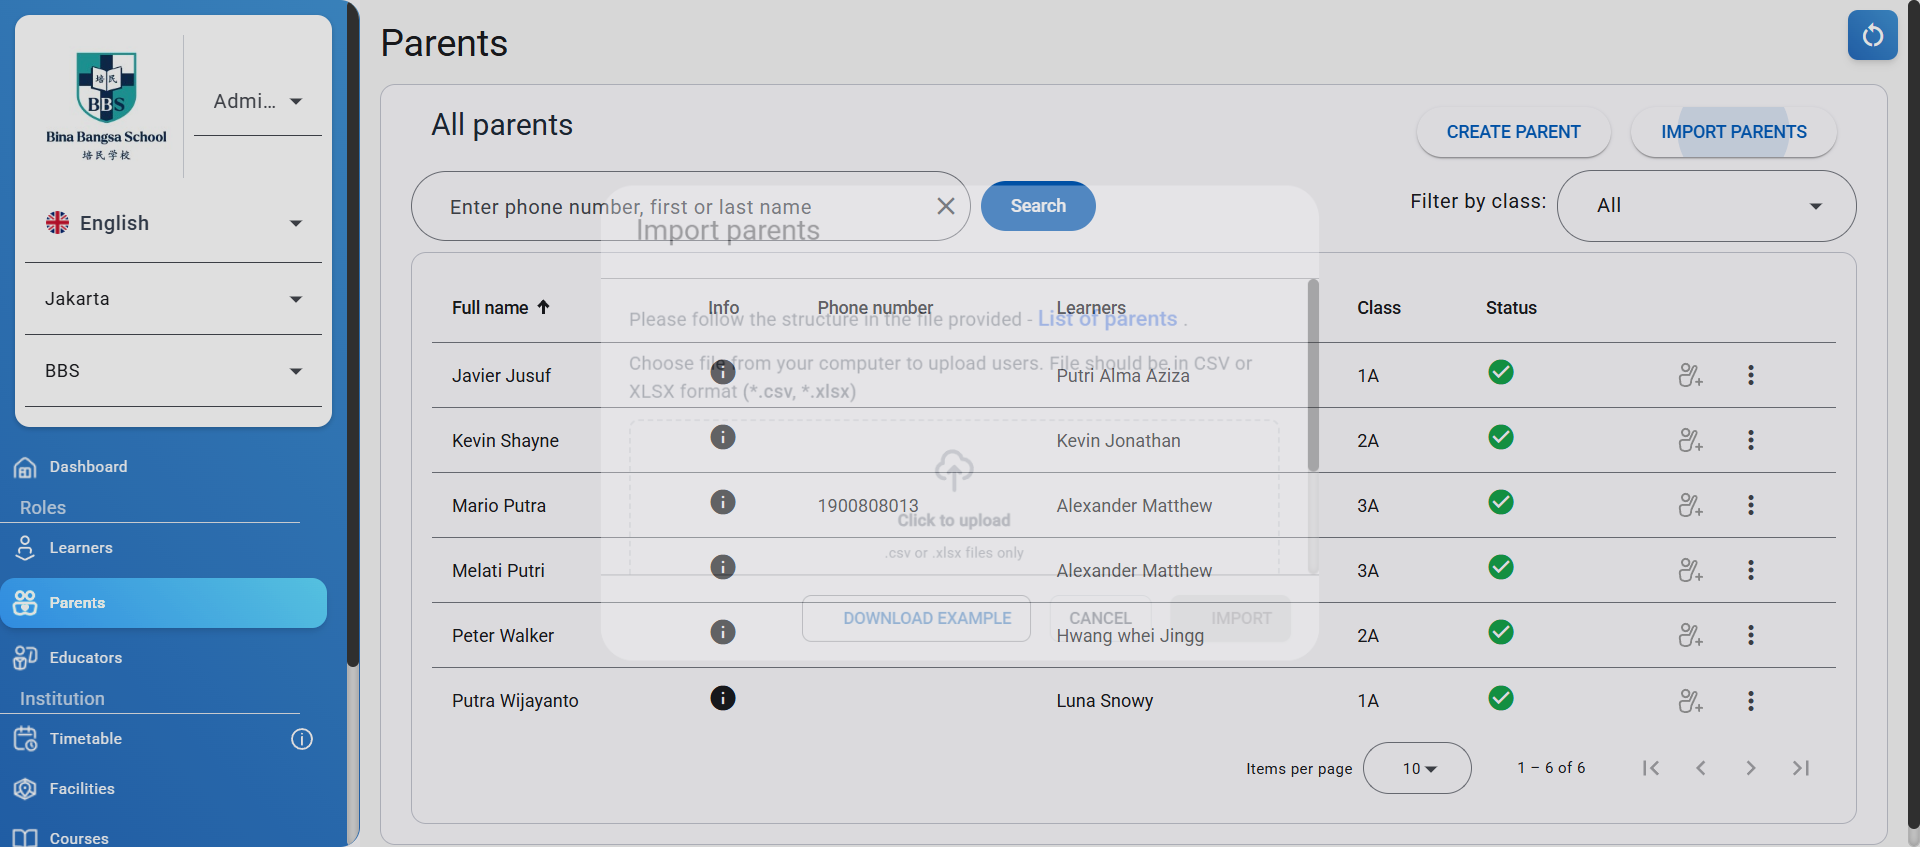 培民
BBS
Bina Bangsa School
培民学校
Admi...
English
Jakarta
BBS
Dashboard
Roles
Learners
Parents
Educators
Institution
Timetable
Facilities
Courses
Parents
All parents
CREATE PARENT
IMPORT PARENTS
Enter phone number, first or last name
Search
Filter by class:
All
Import parents
Please follow the structure in the file provided - List of parents .
Choose file from your computer to upload users. File should be in CSV or
XLSX format (*.csv, *.xlsx)
Click to upload
.csv or .xlsx files only
DOWNLOAD EXAMPLE
CANCEL
IMPORT
Full name Info Phone number Learners Class Status
Javier Jusuf Putri Alma Aziza 1A
Kevin Shayne Kevin Jonathan 2A
Mario Putra 1900808013 Alexander Matthew 3A
Melati Putri Alexander Matthew 3A
Peter Walker Hwang whei Jingg 2A
Putra Wijayanto Luna Snowy 1A
Items per page 10 1 – 6 of 6